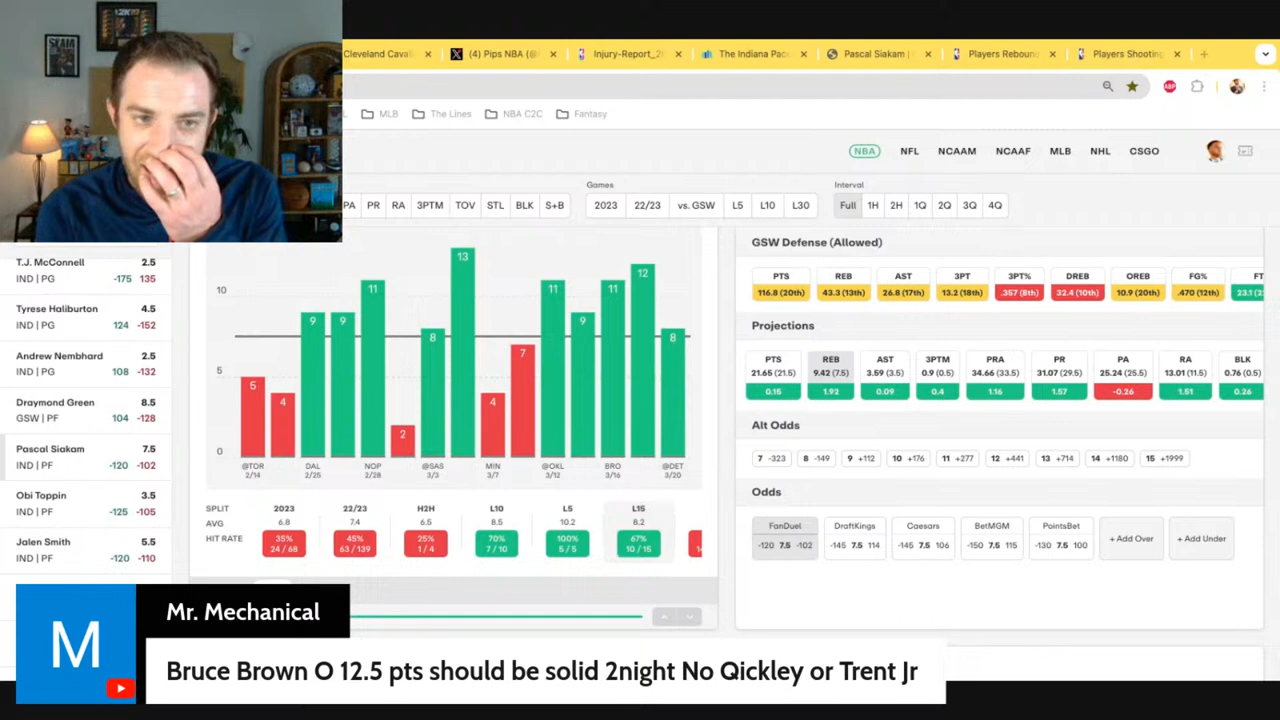 Cleveland Caval
(4) Pips NBA (@
Injury-Report_2
The Indiana Pace
Pascal Siakam |
Players Rebound
Players Shooting
MLB
The Lines
NBA C2C
Fantasy
NBA
NFL
NCAAM
NCAAF
MLB
NHL
CSGO
Games
Interval
PA PR RA 3PTM TOV STL BLK S+B
2023 22/23 vs. GSW L5 L10 L30
Full 1H 2H 1Q 2Q 3Q 4Q
T.J. McConnell 2.5
IND | PG -175 135
Tyrese Haliburton 4.5
IND | PG 124 -152
Andrew Nembhard 2.5
IND | PG 108 -132
Draymond Green 8.5
GSW | PF 104 -128
Pascal Siakam 7.5
IND | PF -120 -102
Obi Toppin 3.5
IND | PF -125 -105
Jalen Smith 5.5
IND | PF -120 -110
10
5
0
5 4 9 9 11 2 8 13 4 7 11 9 11 12 8
@TOR DAL NOP @SAS MIN @OKL BRO @DET
2/14 2/25 2/28 3/3 3/7 3/12 3/16 3/20
SPLIT 2023 22/23 H2H L10 L5 L15
AVG 6.8 7.4 6.5 8.5 10.2 8.2
HIT RATE 35% 45% 25% 70% 100% 67%
24 / 68 63 / 139 1 / 4 7 / 10 5 / 5 10 / 15
GSW Defense (Allowed)
PTS REB AST 3PT 3PT% DREB OREB FG% FT
116.8 (20th) 43.3 (13th) 26.8 (17th) 13.2 (18th) .357 (8th) 32.4 (10th) 10.9 (20th) .470 (12th) 23.1 (2
Projections
PTS REB AST 3PTM PRA PR PA RA BLK
21.65 (21.5) 9.42 (7.5) 3.59 (3.5) 0.9 (0.5) 34.66 (33.5) 31.07 (29.5) 25.24 (25.5) 13.01 (11.5) 0.76 (0.5)
0.15 1.92 0.09 0.4 1.16 1.57 -0.26 1.51 0.26
Alt Odds
7 -323 8 -149 9 +112 10 +176 11 +277 12 +441 13 +714 14 +1180 15 +1999
Odds
FanDuel DraftKings Caesars BetMGM PointsBet + Add Over + Add Under
-120 7.5 -102 -145 7.5 114 -145 7.5 106 -150 7.5 115 -130 7.5 100
M
Mr. Mechanical
Bruce Brown O 12.5 pts should be solid 2night No Qickley or Trent Jr